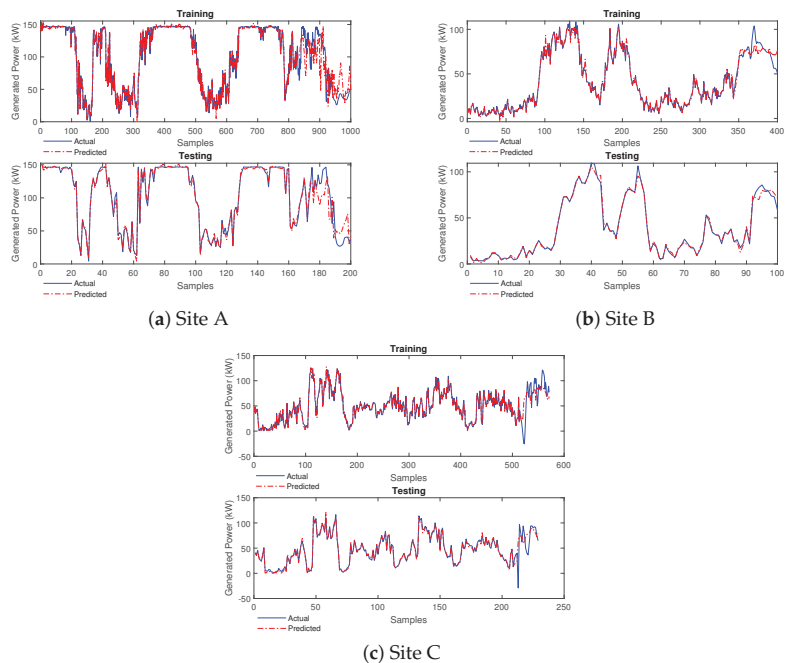 Training
Generated Power (kW)
150
100
50
0
0 100 200 300 400 500 600 700 800 900 1000
Samples
Actual
Predicted
Testing
Generated Power (kW)
150
100
50
0
0 20 40 60 80 100 120 140 160 180 200
Samples
Actual
Predicted
(a) Site A
Training
Generated Power (kW)
100
50
0
0 50 100 150 200 250 300 350 400
Samples
Actual
Predicted
Testing
Generated Power (kW)
100
50
0
0 10 20 30 40 50 60 70 80 90 100
Samples
Actual
Predicted
(b) Site B
Training
Generated Power (kW)
150
100
50
0
-50
0 100 200 300 400 500 600
Samples
Actual
Predicted
Testing
Generated Power (kW)
150
100
50
0
-50
0 50 100 150 200 250
Samples
Actual
Predicted
(c) Site C